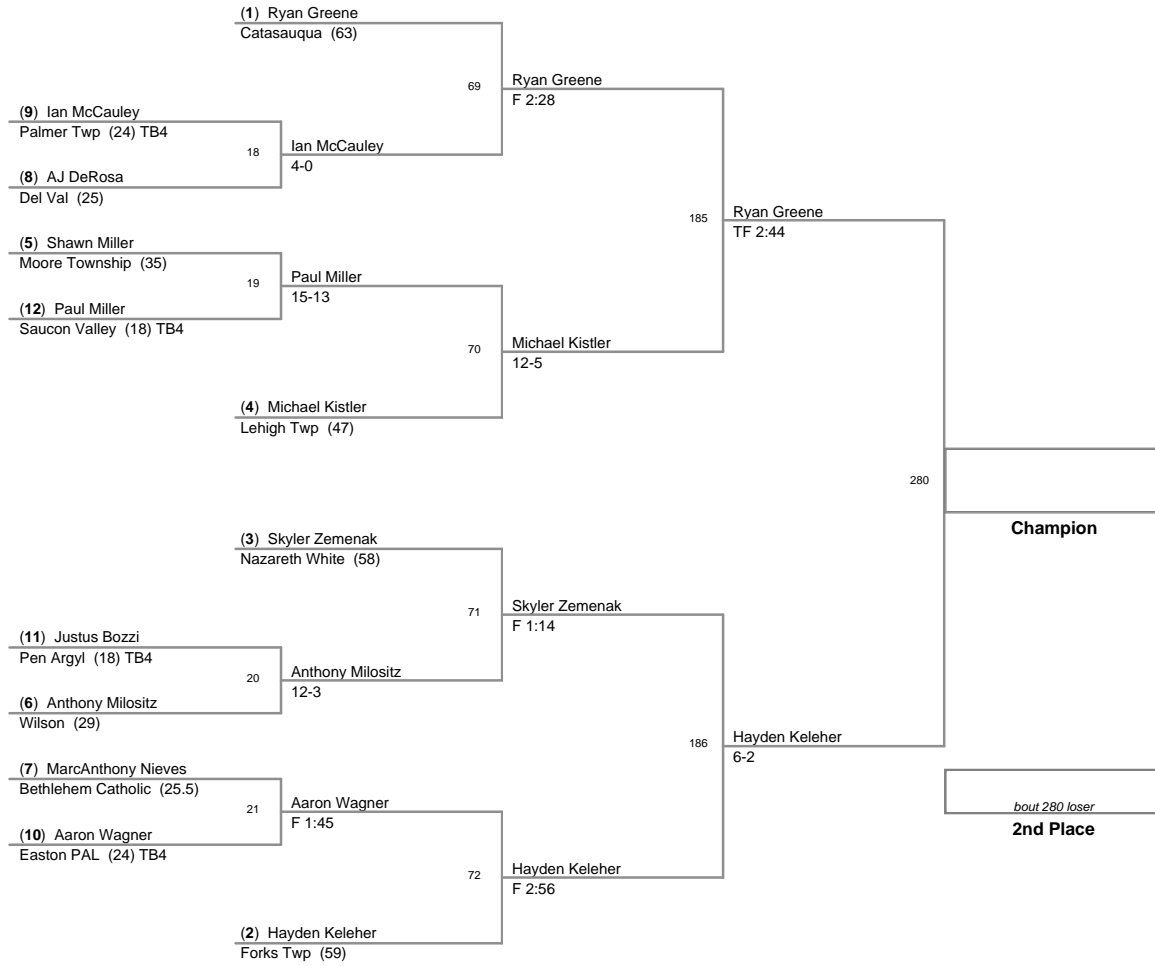 (1) Ryan Greene
Catasauqua (63)
69
Ryan Greene
F 2:28
(9) Ian McCauley
Palmer Twp (24) TB4
18
Ian McCauley
4-0
(8) AJ DeRosa
Del Val (25)
185
Ryan Greene
TF 2:44
(5) Shawn Miller
Moore Township (35)
19
Paul Miller
15-13
(12) Paul Miller
Saucon Valley (18) TB4
70
Michael Kistler
12-5
(4) Michael Kistler
Lehigh Twp (47)
280
Champion
(3) Skyler Zemenak
Nazareth White (58)
71
Skyler Zemenak
F 1:14
(11) Justus Bozzi
Pen Argyl (18) TB4
20
Anthony Milositz
12-3
(6) Anthony Milositz
Wilson (29)
186
Hayden Keleher
6-2
(7) MarcAnthony Nieves
Bethlehem Catholic (25.5)
21
Aaron Wagner
F 1:45
(10) Aaron Wagner
Easton PAL (24) TB4
bout 280 loser
2nd Place
72
Hayden Keleher
F 2:56
(2) Hayden Keleher
Forks Twp (59)